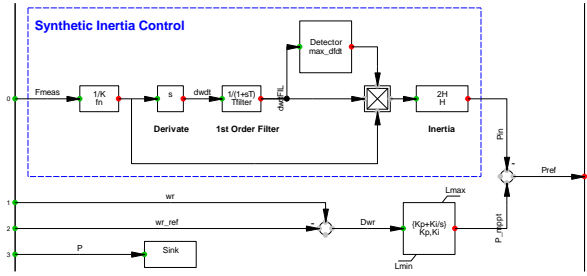 Synthetic Inertia Control
Detector
max_dfdt
0
Fmeas
1/K
fn
s
dwdt
1/(1+sT)
Tfilter
dwdtFIL
2H
H
Derivate
1st Order Filter
Inertia
Pin
-
Pref
1
wr
2
wr_ref
-
Dwr
{Kp+Ki/s}
Kp,Ki
Lmax
Lmin
P_mppt
3
P
Sink